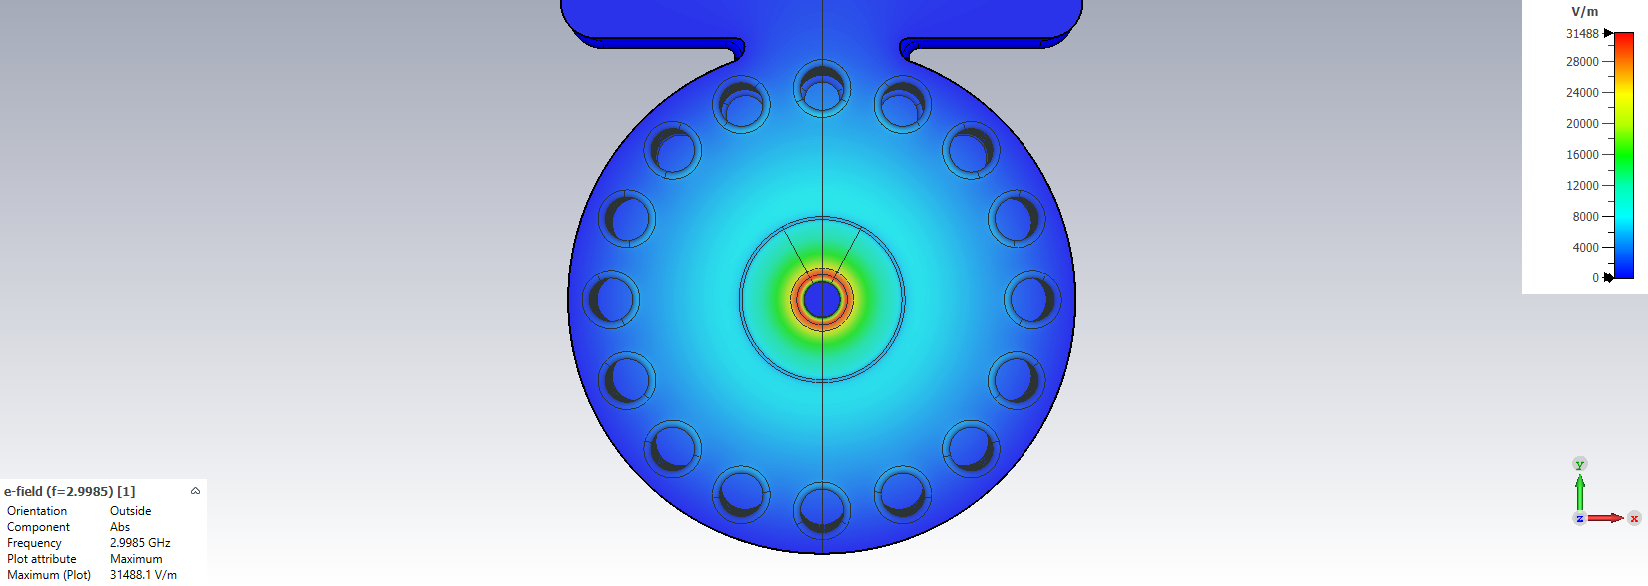 V/m
31488
28000
24000
20000
16000
12000
8000
4000
0
e-field (f=2.9985) [1]
Orientation Outside
Component Abs
Frequency 2.9985 GHz
Plot attribute Maximum
Maximum (Plot) 31488.1 V/m
y
z x